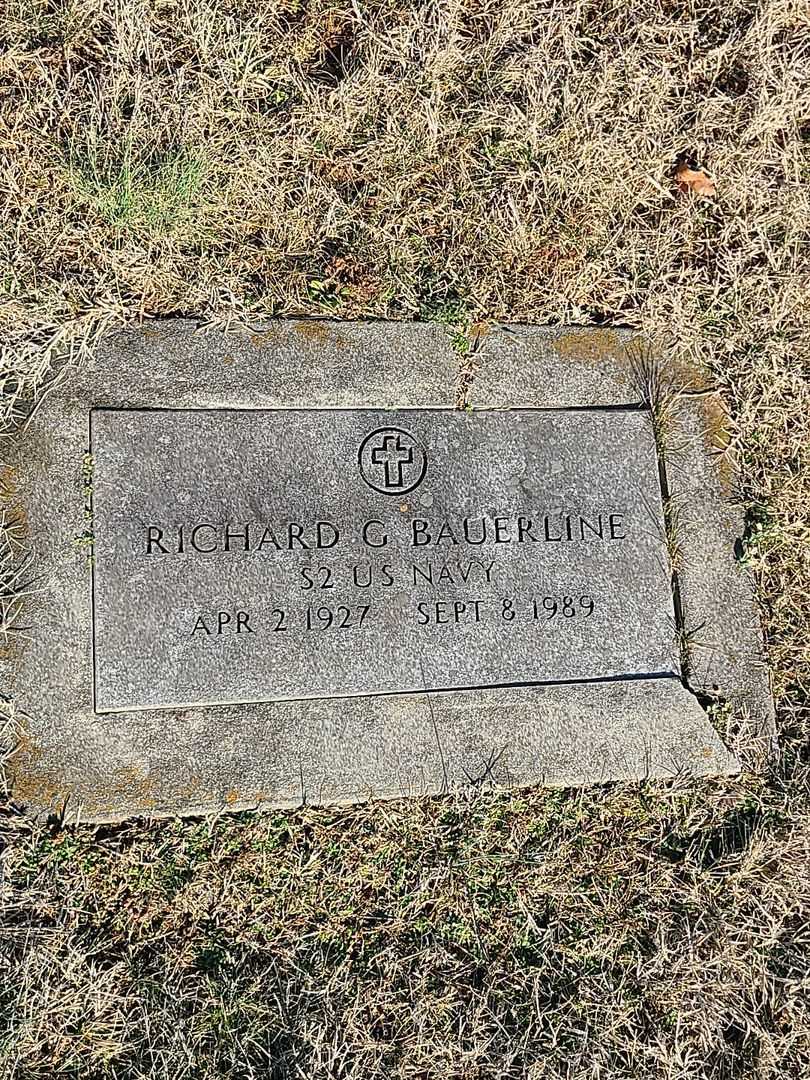 RICHARD G BAUERLINE
S2 US NAVY
APR 2 1927 SEPT 8 1989